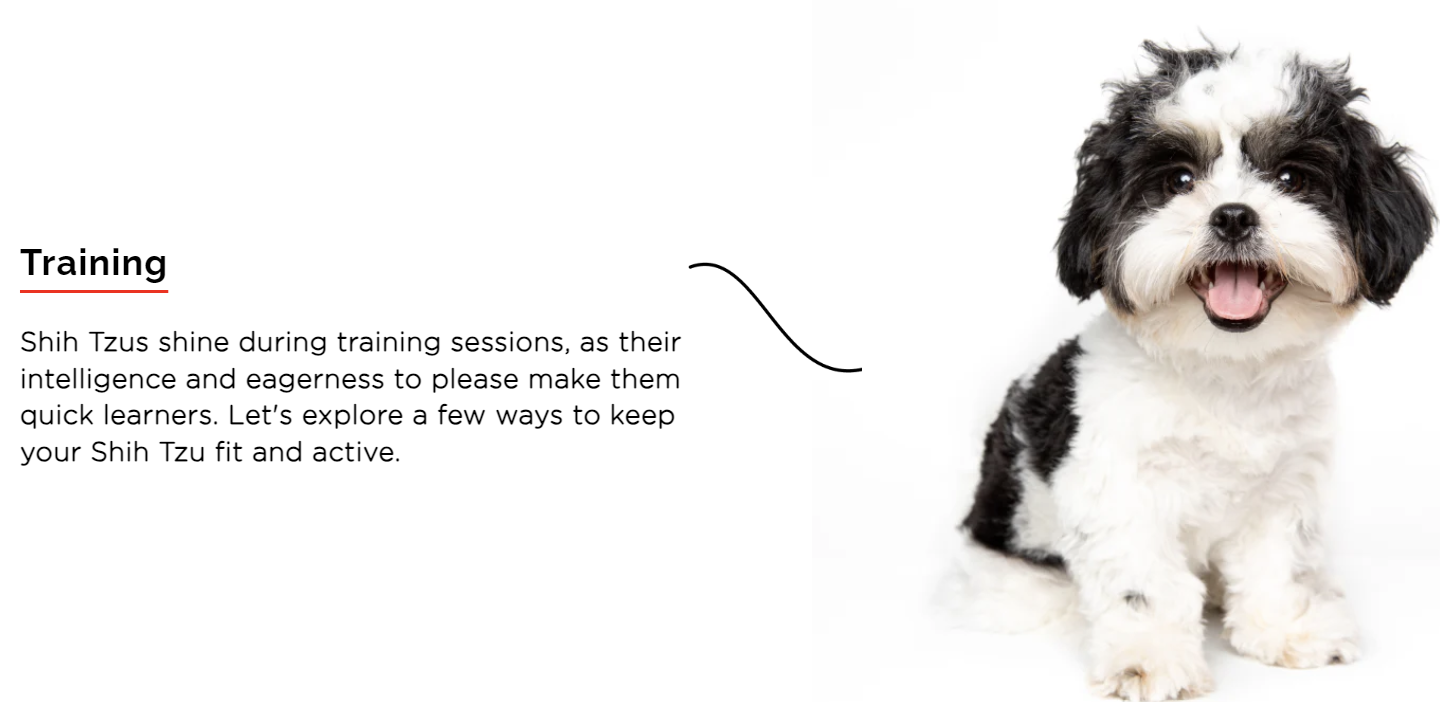 Training
Shih Tzus shine during training sessions, as their
intelligence and eagerness to please make them
quick learners. Let's explore a few ways to keep
your Shih Tzu fit and active.